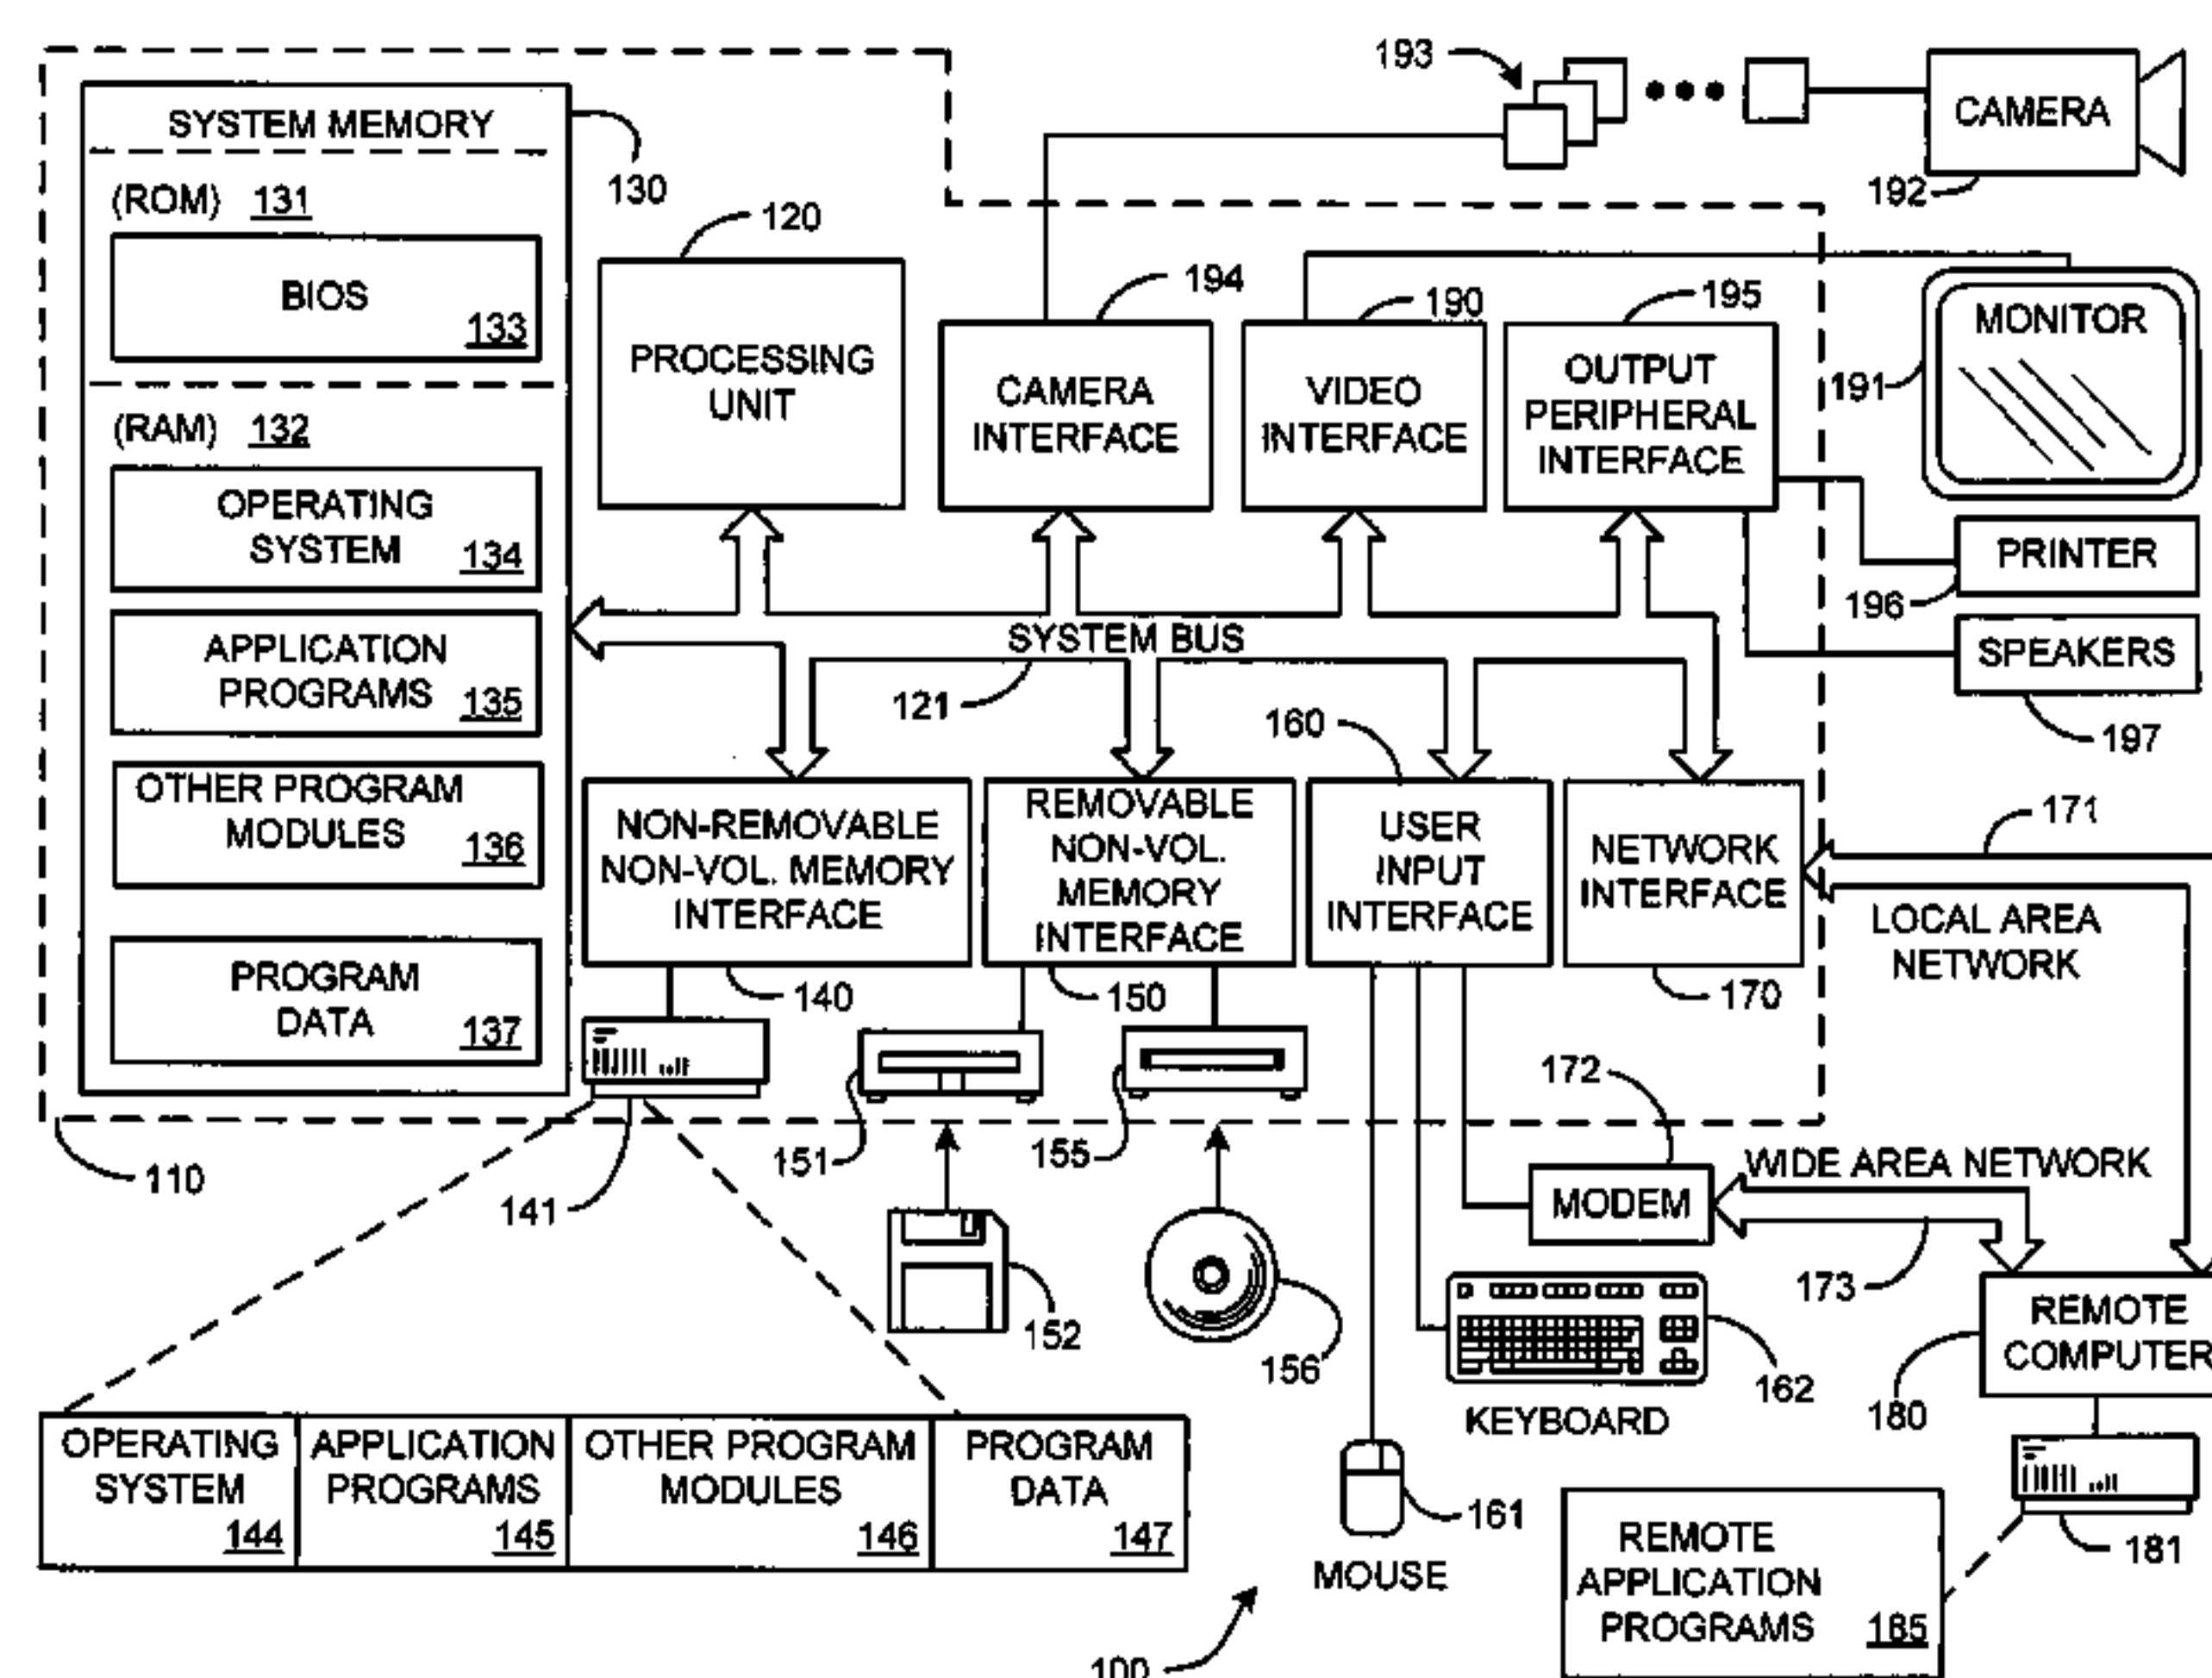 193
CAMERA
192
SYSTEM MEMORY
130
(ROM) 131
BIOS
133
120
PROCESSING
UNIT
194
CAMERA
INTERFACE
190
VIDEO
INTERFACE
195
OUTPUT
PERIPHERAL
INTERFACE
MONITOR
191
(RAM) 132
OPERATING
SYSTEM
134
PRINTER
196
APPLICATION
PROGRAMS
135
SYSTEM BUS
121
SPEAKERS
197
OTHER PROGRAM
MODULES
136
NON-REMOVABLE
NON-VOL. MEMORY
INTERFACE
140
REMOVABLE
NON-VOL.
MEMORY
INTERFACE
150
160
USER
INPUT
INTERFACE
NETWORK
INTERFACE
170
171
LOCAL AREA
NETWORK
PROGRAM
DATA
137
110
141
151
155
172
MODEM
WIDE AREA NETWORK
173
152
156
162
KEYBOARD
REMOTE
COMPUTER
180
181
OPERATING
SYSTEM
144
APPLICATION
PROGRAMS
145
OTHER PROGRAM
MODULES
146
PROGRAM
DATA
147
161
MOUSE
REMOTE
APPLICATION
PROGRAMS
185
100